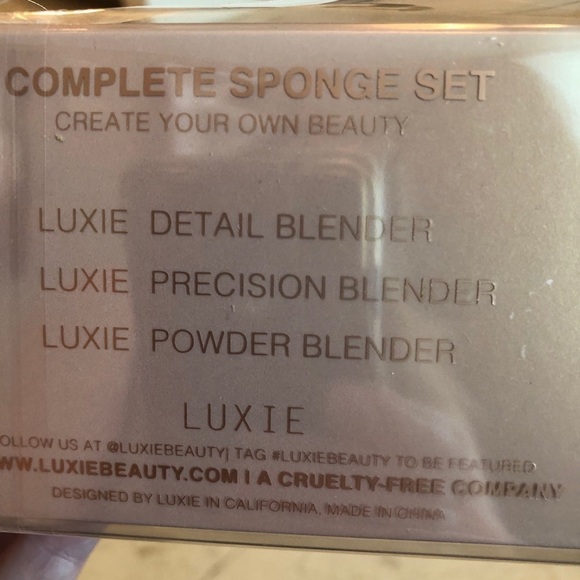 COMPLETE SPONGE SET
CREATE YOUR OWN BEAUTY
LUXIE DETAIL BLENDER
LUXIE PRECISION BLENDER
LUXIE POWDER BLENDER
LUXIE
OLLOW US AT @LUXIEBEAUTY| TAG #LUXIEBEAUTY TO BE FEATURED
WW.LUXIEBEAUTY.COM | A CRUELTY-FREE COMPANY
DESIGNED BY LUXIE IN CALIFORNIA. MADE IN CHINA